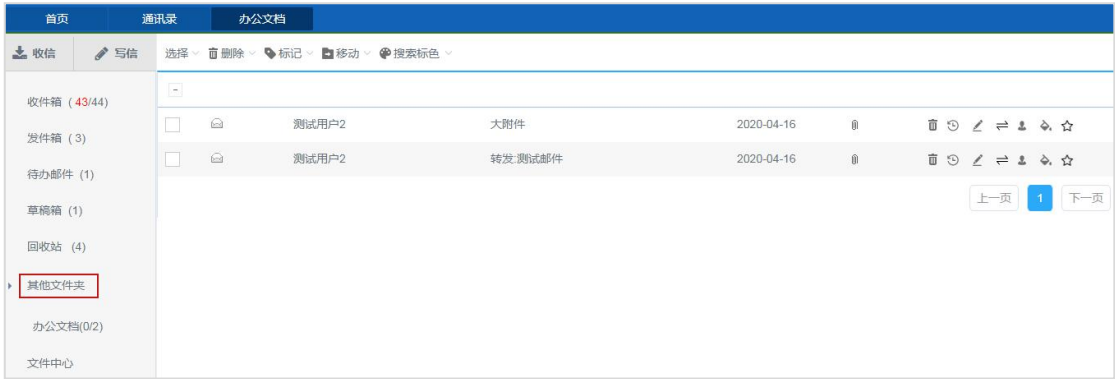 首页 通讯录 办公文档
收信 写信 选择 删除 标记 移动 搜索标色
收件箱 (43/44)
发件箱 (3)
待办邮件 (1)
草稿箱 (1)
回收站 (4)
其他文件夹
办公文档(0/2)
文件中心
测试用户2 大附件 2020-04-16
测试用户2 转发:测试邮件 2020-04-16
上一页 1 下一页